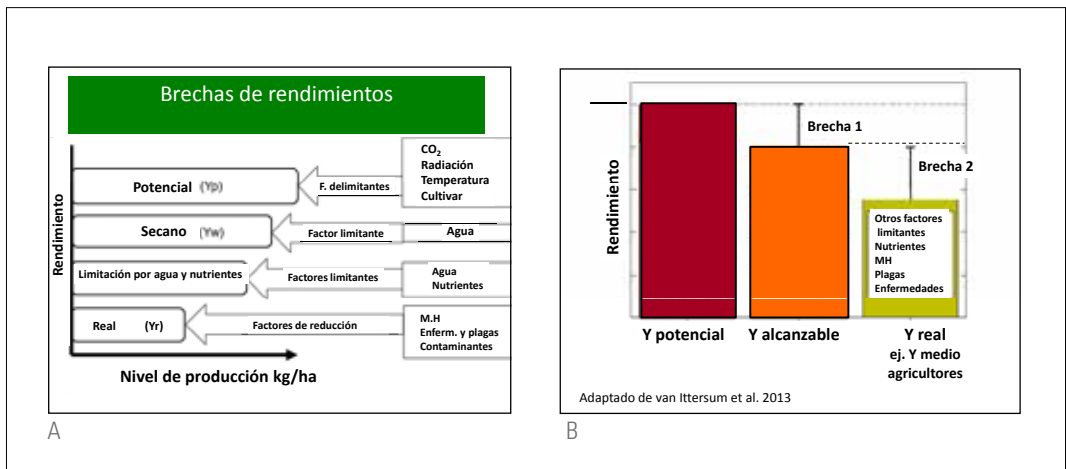 Brechas de rendimientos
Rendimiento
Potencial (Yp)
F. delimitantes
CO₂
Radiación
Temperatura
Cultivar
Secano (Yw)
Factor limitante
Agua
Limitación por agua y nutrientes
Factores limitantes
Agua
Nutrientes
Real (Yr)
Factores de reducción
M.H
Enferm. y plagas
Contaminantes
Nivel de producción kg/ha
A
Rendimiento
Brecha 1
Brecha 2
Otros factores
limitantes
Nutrientes
MH
Plagas
Enfermedades
Y potencial
Y alcanzable
Y real
ej. Y medio
agricultores
Adaptado de van Ittersum et al. 2013
B